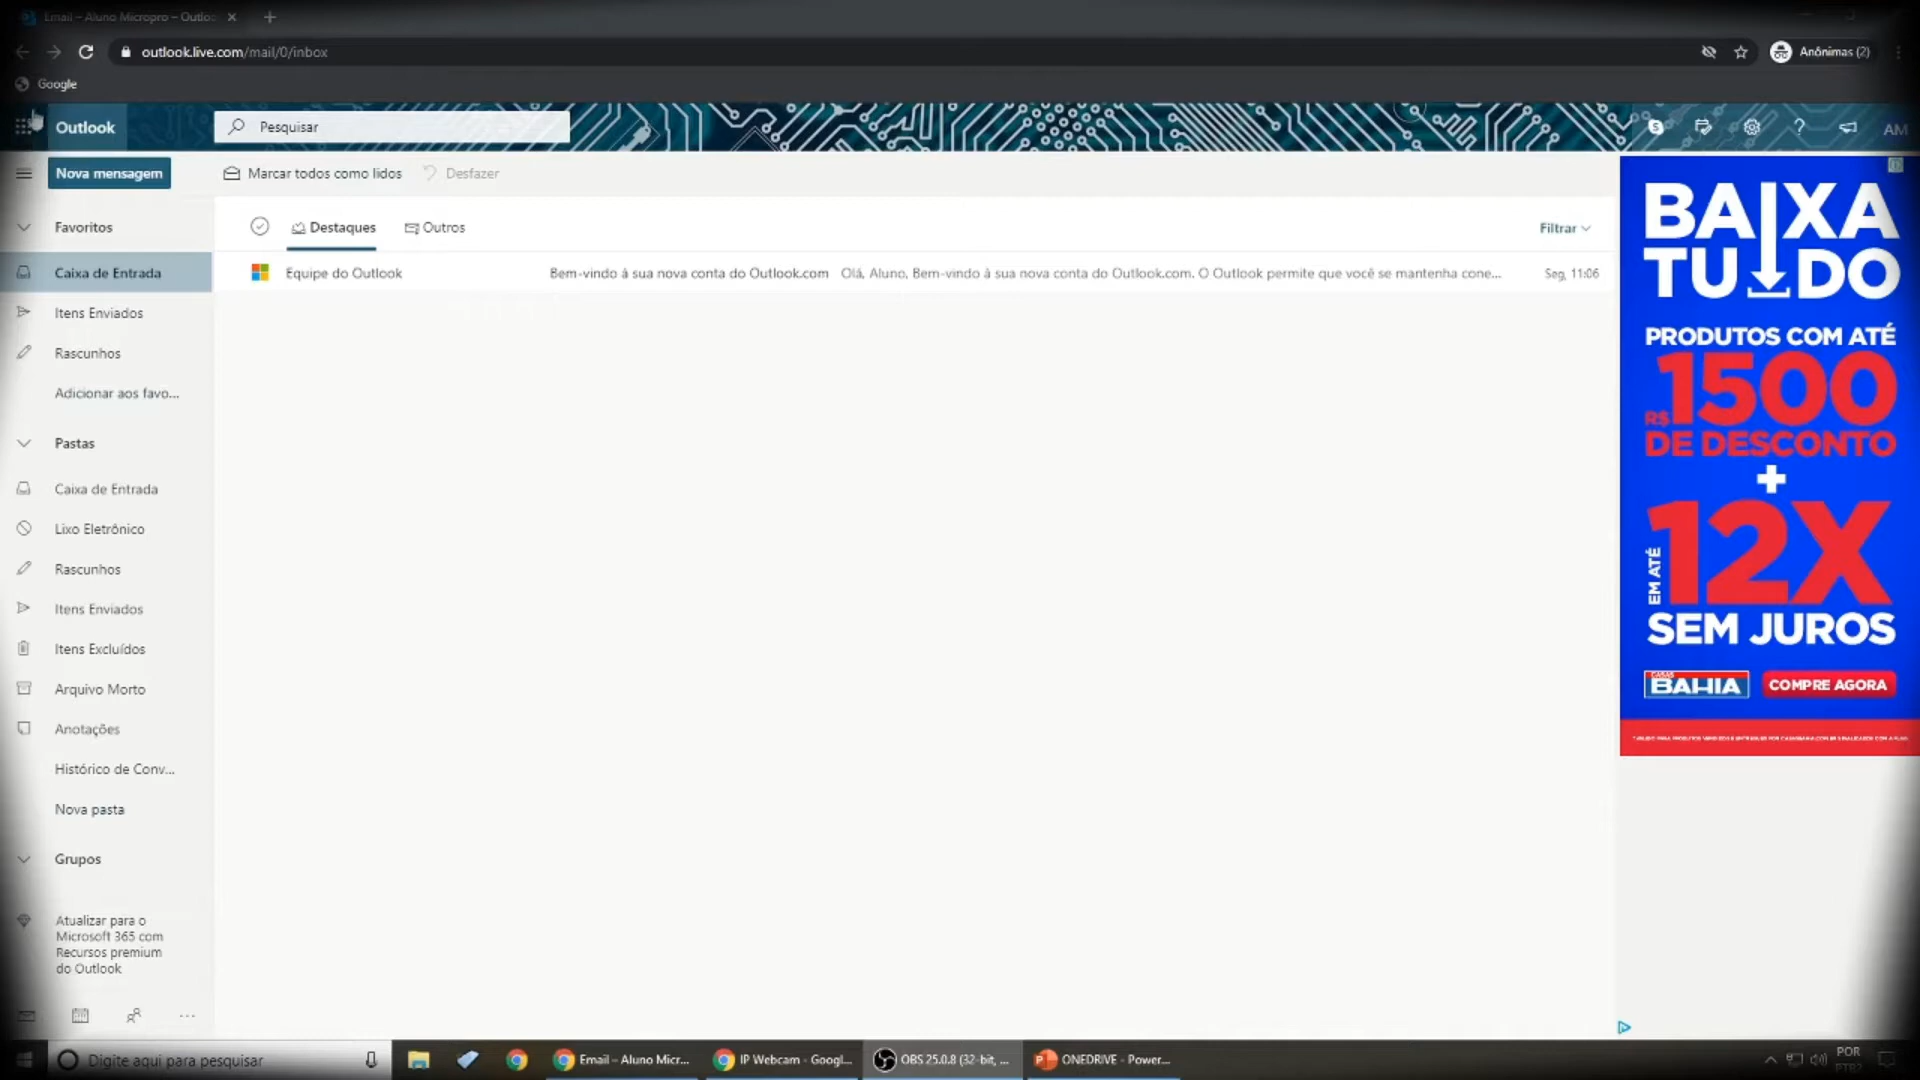 Email – Aluno Micropro – Outloo
outlook.live.com/mail/0/inbox
Anônimas (2)
Google
Outlook
Pesquisar
AM
Nova mensagem
Marcar todos como lidos
Desfazer
Favoritos
Destaques
Outros
Filtrar
Caixa de Entrada
Equipe do Outlook
Bem-vindo à sua nova conta do Outlook.com
Olá, Aluno, Bem-vindo à sua nova conta do Outlook.com. O Outlook permite que você se mantenha cone...
Seg, 11:06
Itens Enviados
Rascunhos
Adicionar aos favo...
Pastas
Caixa de Entrada
Lixo Eletrônico
Rascunhos
Itens Enviados
Itens Excluídos
Arquivo Morto
Anotações
Histórico de Conv...
Nova pasta
Grupos
Atualizar para o
Microsoft 365 com
Recursos premium
do Outlook
BAIXA
TUDO
PRODUTOS COM ATÉ
R$ 1500
DE DESCONTO
+
EM ATÉ 12X
SEM JUROS
CASAS
BAHIA
COMPRE AGORA
Digite aqui para pesquisar
Email – Aluno Micr...
IP Webcam - Googl...
OBS 25.0.8 (32-bit, ...
ONEDRIVE - Power...
POR
PTB2